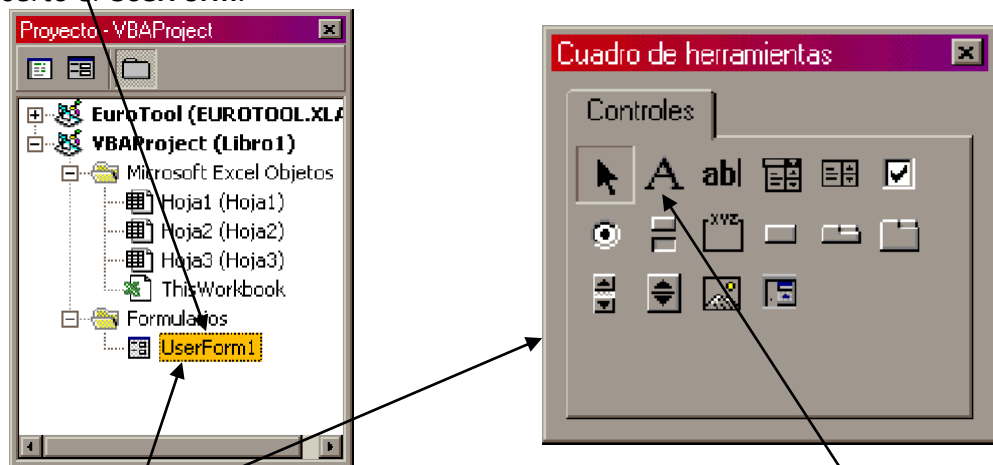 Proyecto - VBAProject
EuroTool (EUROTOOL.XLA
VBAProject (Libro1)
Microsoft Excel Objetos
Hoja1 (Hoja1)
Hoja2 (Hoja2)
Hoja3 (Hoja3)
ThisWorkbook
Formularios
UserForm1
Cuadro de herramientas
Controles
A ab|
XYZ